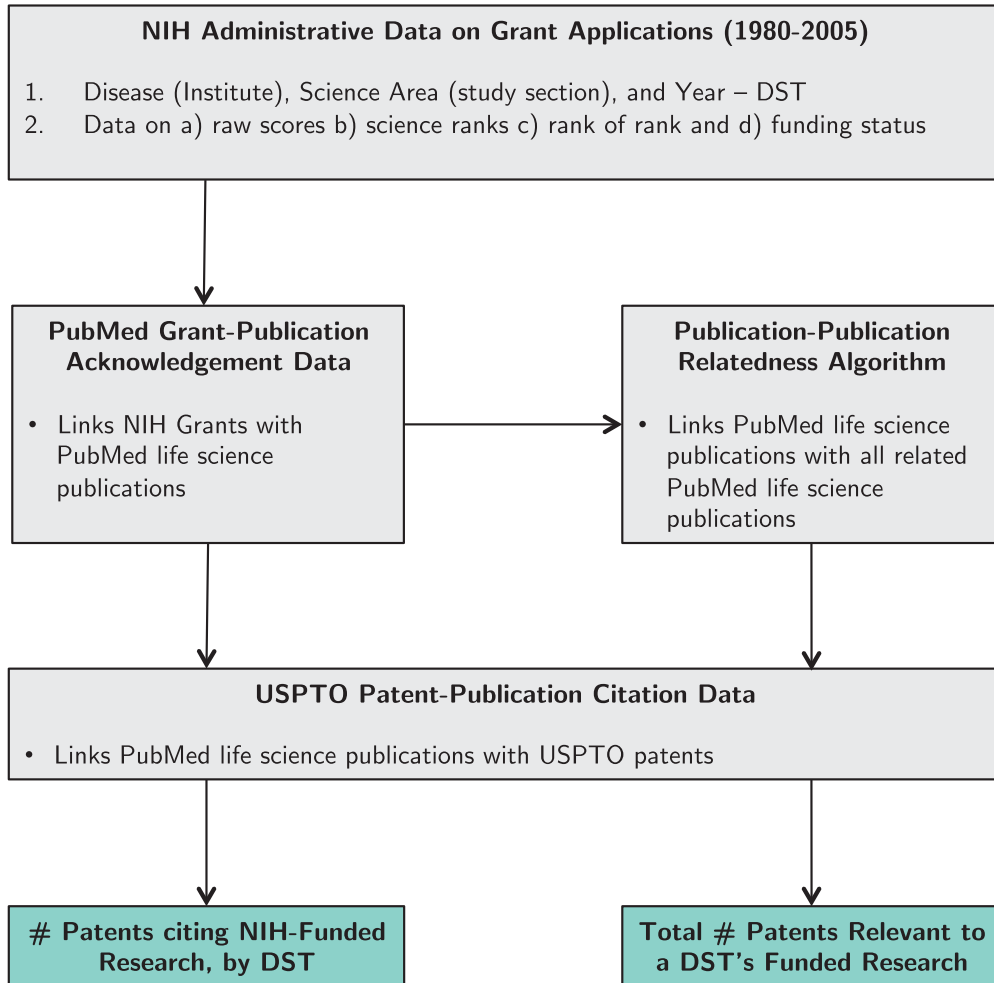 NIH Administrative Data on Grant Applications (1980-2005)
1. Disease (Institute), Science Area (study section), and Year – DST
2. Data on a) raw scores b) science ranks c) rank of rank and d) funding status
PubMed Grant-Publication
Acknowledgement Data
• Links NIH Grants with
PubMed life science
publications
Publication-Publication
Relatedness Algorithm
• Links PubMed life science
publications with all related
PubMed life science
publications
USPTO Patent-Publication Citation Data
• Links PubMed life science publications with USPTO patents
# Patents citing NIH-Funded
Research, by DST
Total # Patents Relevant to
a DST's Funded Research